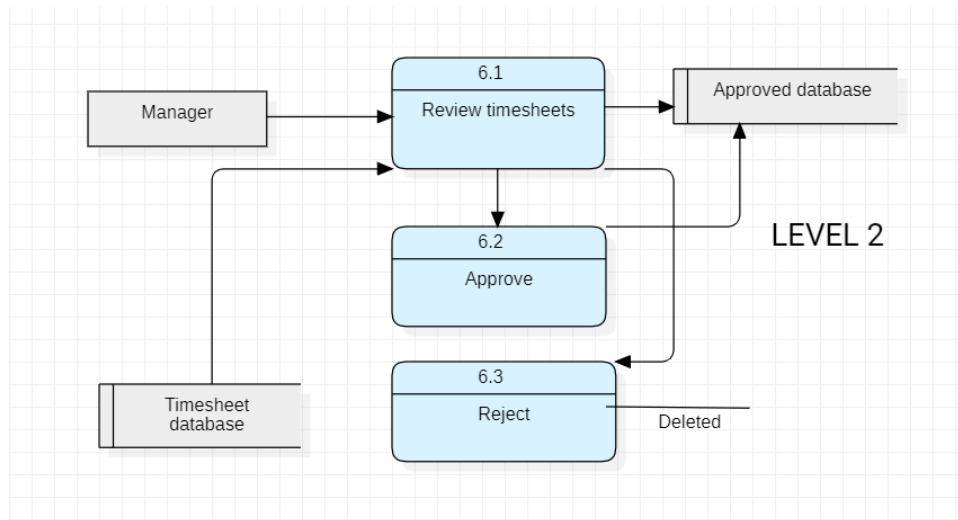 6.1
Review timesheets
Manager
Approved database
6.2
Approve
LEVEL 2
6.3
Reject
Deleted
Timesheet
database